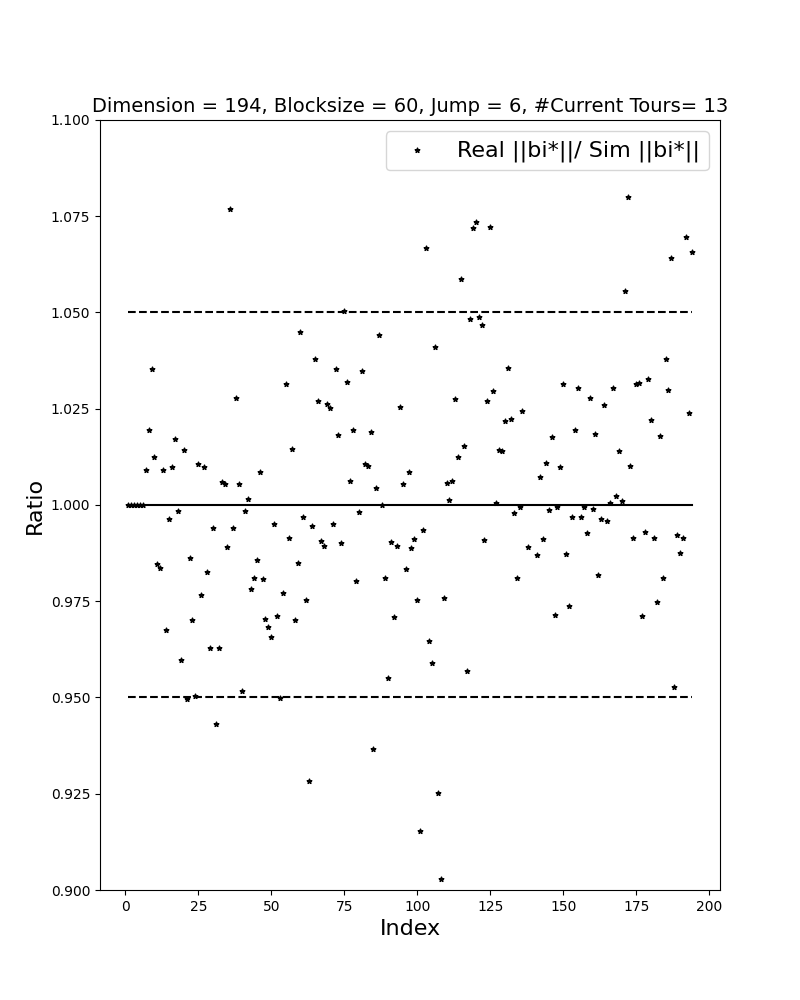 Dimension = 194, Blocksize = 60, Jump = 6, #Current Tours= 13
1.100
Real ||bi*||/ Sim ||bi*||
1.075
1.050
1.025
1.000
Ratio
0.975
0.950
0.925
0.900
0 25 50 75 100 125 150 175 200
Index